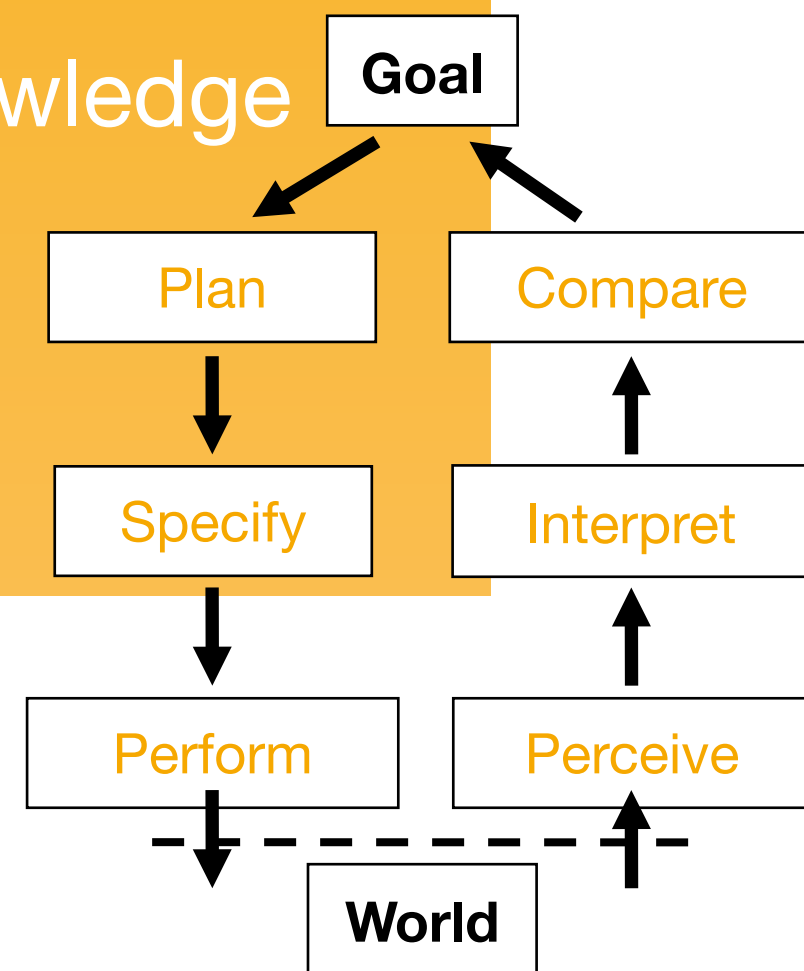 wledge
Goal
Plan
Compare
Specify
Interpret
Perform
Perceive
World